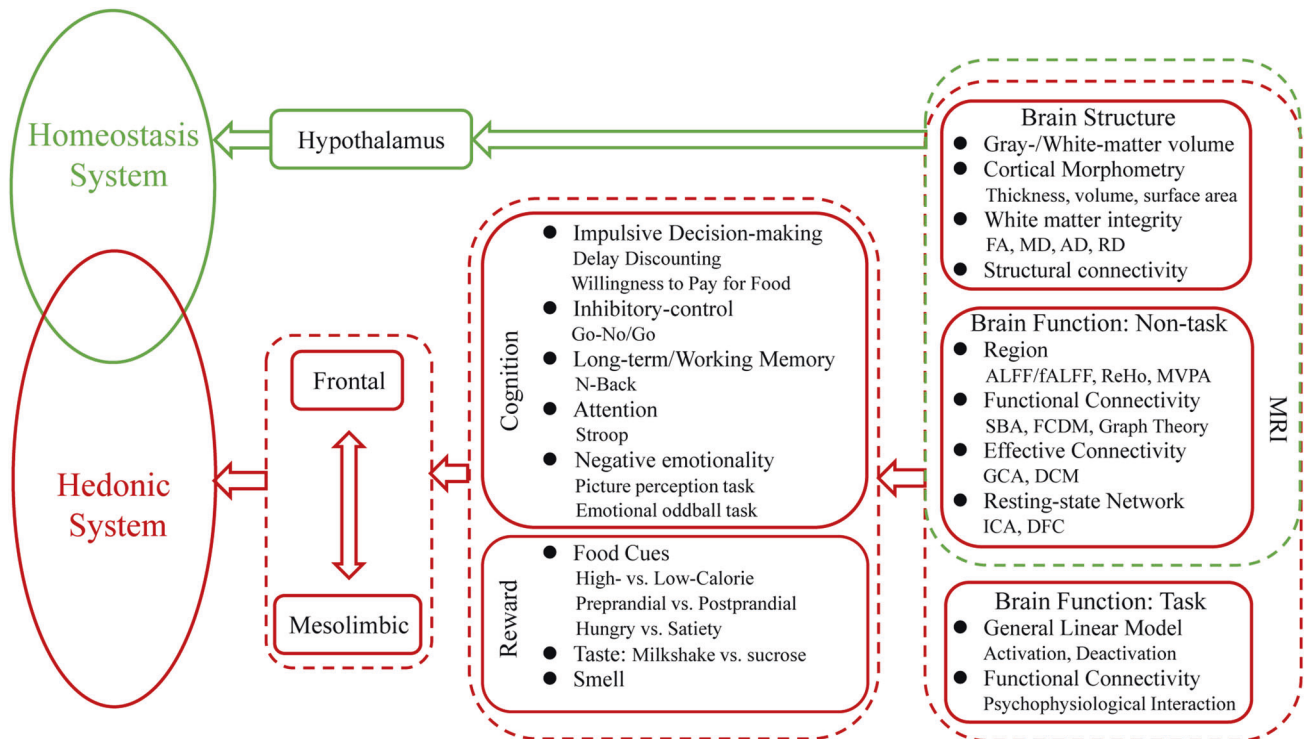 Homeostasis
System
Hypothalamus
Hedonic
System
Frontal
Mesolimbic
Cognition
● Impulsive Decision-making
Delay Discounting
Willingness to Pay for Food
● Inhibitory-control
Go-No/Go
● Long-term/Working Memory
N-Back
● Attention
Stroop
● Negative emotionality
Picture perception task
Emotional oddball task
Reward
● Food Cues
High- vs. Low-Calorie
Preprandial vs. Postprandial
Hungry vs. Satiety
● Taste: Milkshake vs. sucrose
● Smell
MRI
Brain Structure
● Gray-/White-matter volume
● Cortical Morphometry
Thickness, volume, surface area
● White matter integrity
FA, MD, AD, RD
● Structural connectivity
Brain Function: Non-task
● Region
ALFF/fALFF, ReHo, MVPA
● Functional Connectivity
SBA, FCDM, Graph Theory
● Effective Connectivity
GCA, DCM
● Resting-state Network
ICA, DFC
Brain Function: Task
● General Linear Model
Activation, Deactivation
● Functional Connectivity
Psychophysiological Interaction